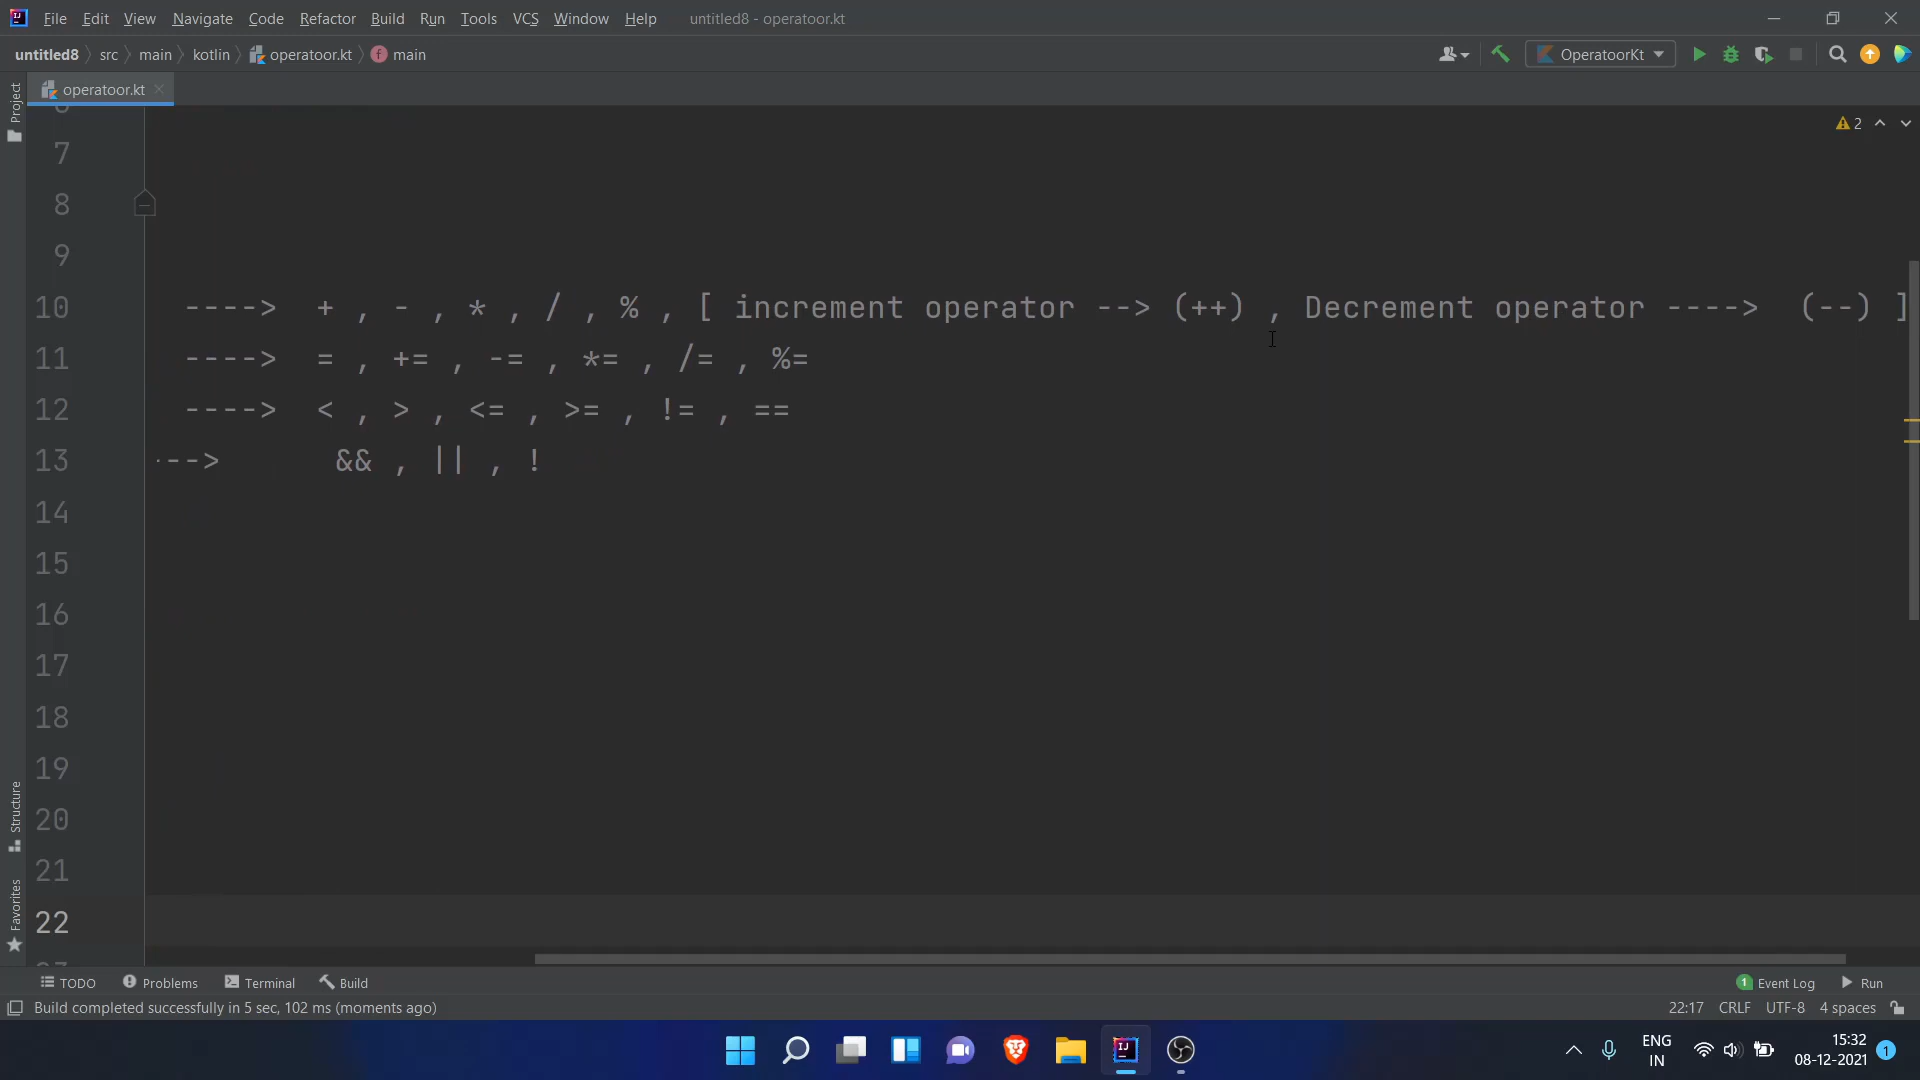 File Edit View Navigate Code Refactor Build Run Tools VCS Window Help untitled8 - operatoor.kt
untitled8 src main kotlin operatoor.kt main OperatoorKt
operatoor.kt
Project
2
7
8
9
10 ----> + , - , * , / , % , [ increment operator --> (++) , Decrement operator ----> (--) ]
11 ----> = , += , -= , *= , /= , %=
12 ----> < , > , <= , >= , != , ==
13 --> && , || , !
14
15
16
17
18
19
20
21
22
Structure
Favorites
TODO Problems Terminal Build 1 Event Log Run
Build completed successfully in 5 sec, 102 ms (moments ago) 22:17 CRLF UTF-8 4 spaces
ENG
IN
15:32
08-12-2021
1